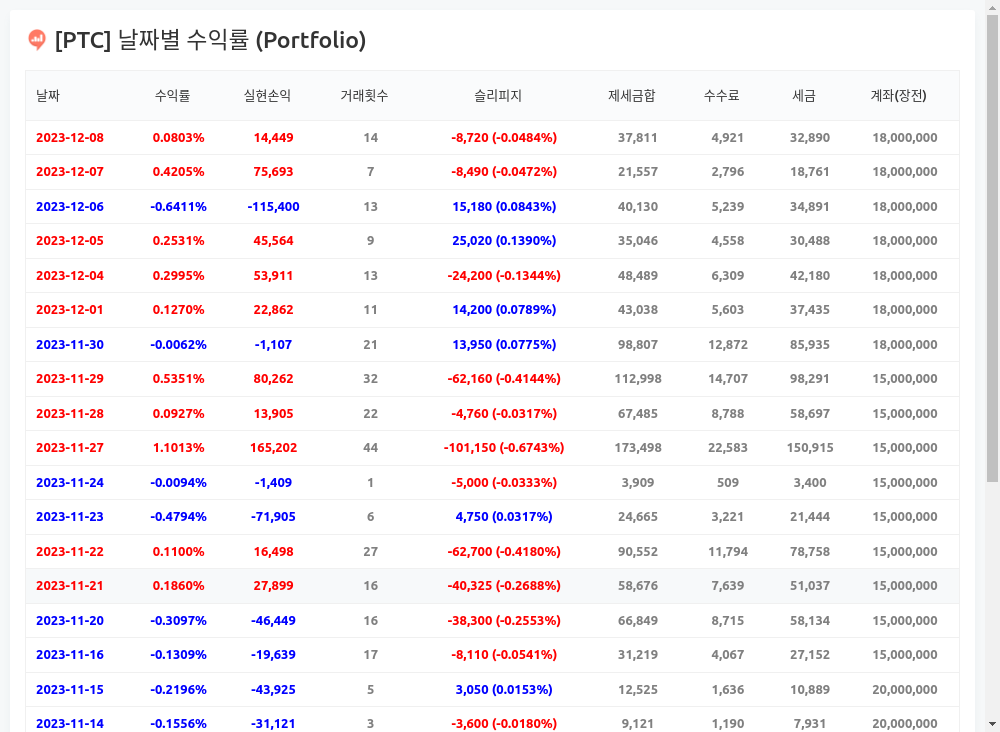 [PTC] 날짜별 수익률 (Portfolio)
날짜 수익률 실현손익 거래횟수 슬리피지 제세금합 수수료 세금 계좌(장전)
2023-12-08 0.0803% 14,449 14 -8,720 (-0.0484%) 37,811 4,921 32,890 18,000,000
2023-12-07 0.4205% 75,693 7 -8,490 (-0.0472%) 21,557 2,796 18,761 18,000,000
2023-12-06 -0.6411% -115,400 13 15,180 (0.0843%) 40,130 5,239 34,891 18,000,000
2023-12-05 0.2531% 45,564 9 25,020 (0.1390%) 35,046 4,558 30,488 18,000,000
2023-12-04 0.2995% 53,911 13 -24,200 (-0.1344%) 48,489 6,309 42,180 18,000,000
2023-12-01 0.1270% 22,862 11 14,200 (0.0789%) 43,038 5,603 37,435 18,000,000
2023-11-30 -0.0062% -1,107 21 13,950 (0.0775%) 98,807 12,872 85,935 18,000,000
2023-11-29 0.5351% 80,262 32 -62,160 (-0.4144%) 112,998 14,707 98,291 15,000,000
2023-11-28 0.0927% 13,905 22 -4,760 (-0.0317%) 67,485 8,788 58,697 15,000,000
2023-11-27 1.1013% 165,202 44 -101,150 (-0.6743%) 173,498 22,583 150,915 15,000,000
2023-11-24 -0.0094% -1,409 1 -5,000 (-0.0333%) 3,909 509 3,400 15,000,000
2023-11-23 -0.4794% -71,905 6 4,750 (0.0317%) 24,665 3,221 21,444 15,000,000
2023-11-22 0.1100% 16,498 27 -62,700 (-0.4180%) 90,552 11,794 78,758 15,000,000
2023-11-21 0.1860% 27,899 16 -40,325 (-0.2688%) 58,676 7,639 51,037 15,000,000
2023-11-20 -0.3097% -46,449 16 -38,300 (-0.2553%) 66,849 8,715 58,134 15,000,000
2023-11-16 -0.1309% -19,639 17 -8,110 (-0.0541%) 31,219 4,067 27,152 15,000,000
2023-11-15 -0.2196% -43,925 5 3,050 (0.0153%) 12,525 1,636 10,889 20,000,000
2023-11-14 -0.1556% -31,121 3 -3,600 (-0.0180%) 9,121 1,190 7,931 20,000,000